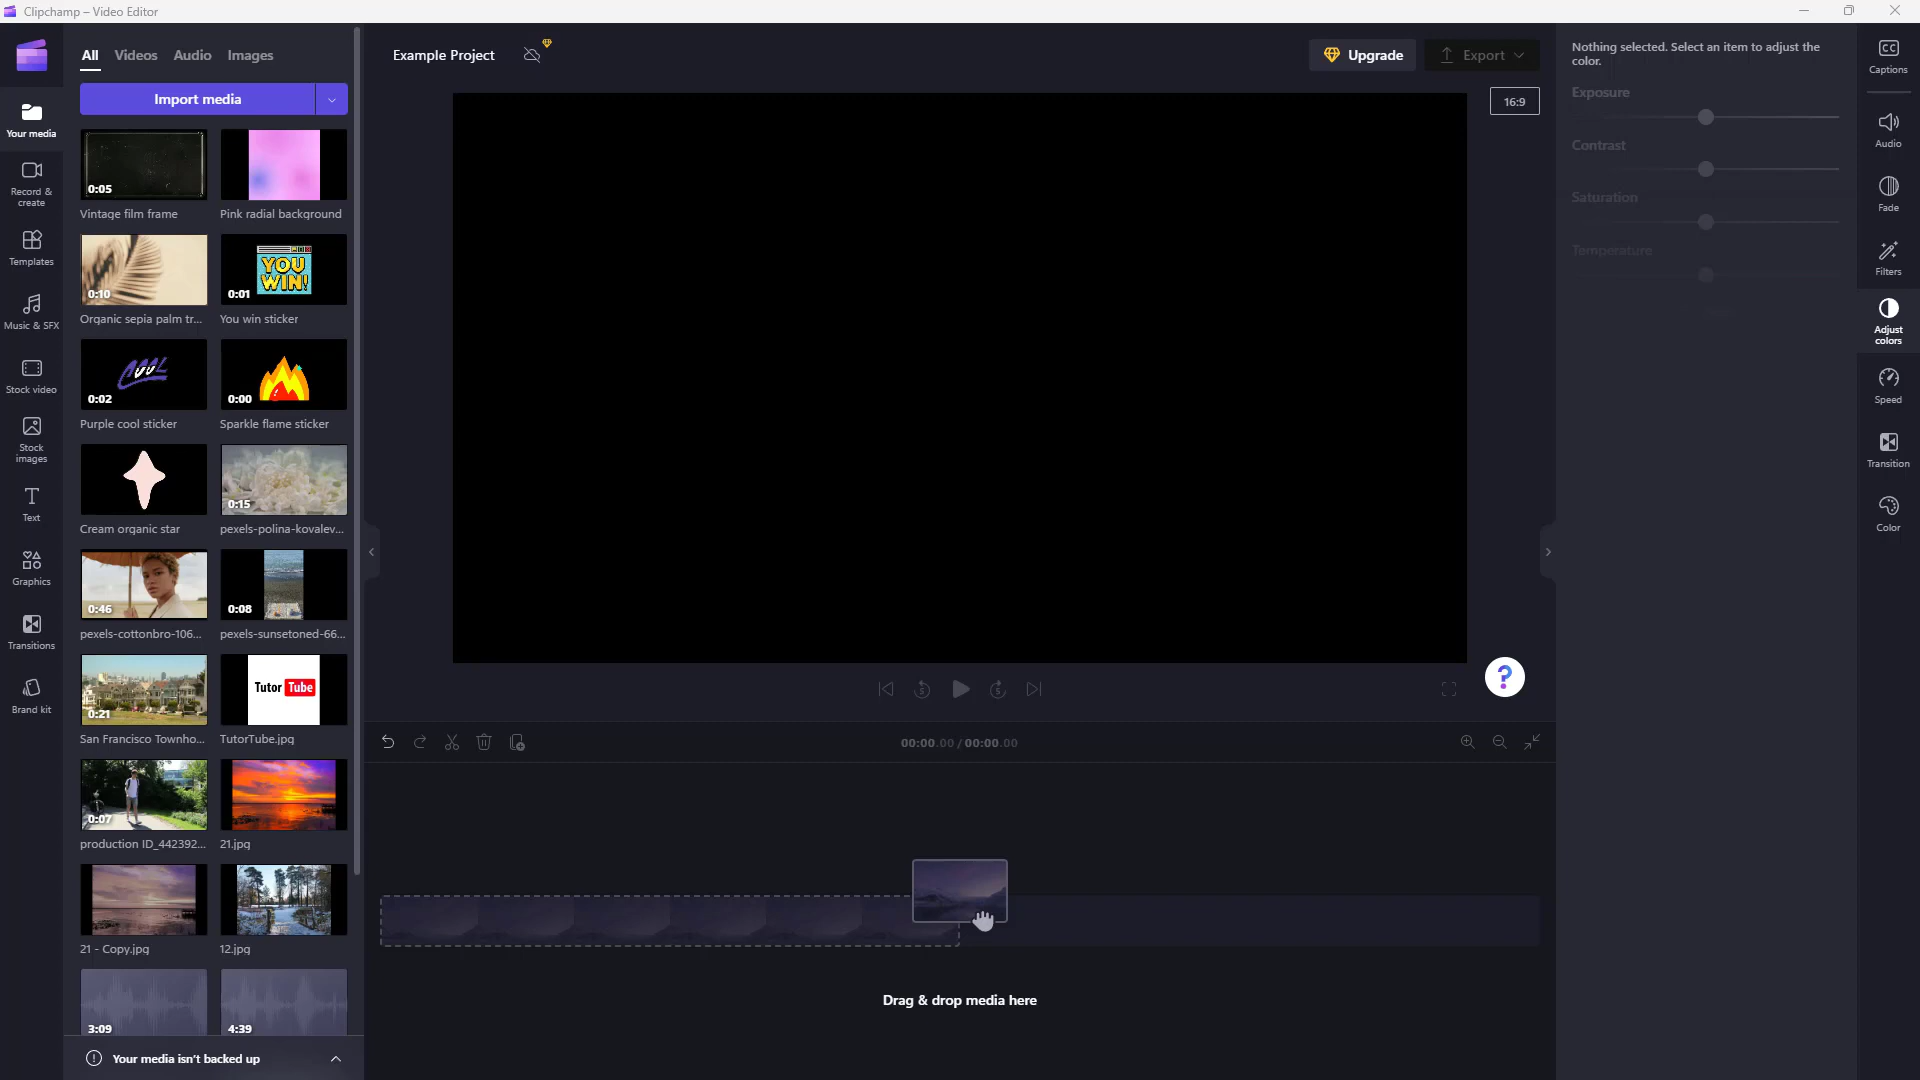 Clipchamp – Video Editor
All Videos Audio Images
Example Project
Upgrade
Export
Nothing selected. Select an item to adjust the
color.
Import media
16:9
Exposure
Contrast
Saturation
Temperature
Captions
Audio
Fade
Filters
Adjust
colors
Speed
Transition
Color
Your media
Record &
create
Templates
Music & SFX
Stock video
Stock
images
Text
Graphics
Transitions
Brand kit
0:05
Vintage film frame
Pink radial background
0:10
Organic sepia palm tr...
YOU
WIN!
0:01
You win sticker
0:02
Purple cool sticker
0:00
Sparkle flame sticker
Cream organic star
0:15
pexels-polina-kovalev...
0:46
pexels-cottonbro-106...
0:08
pexels-sunsetoned-66...
0:21
San Francisco Townho...
Tutor Tube
TutorTube.jpg
0:07
production ID_442392...
21.jpg
21 - Copy.jpg
12.jpg
3:09
4:39
Your media isn't backed up
5
5
?
00:00.00 / 00:00.00
Drag & drop media here